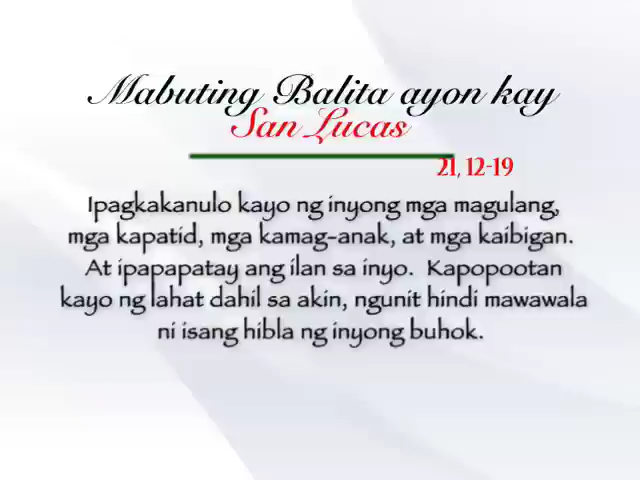 Mabuting Balita ayon kay
San Lucas
21, 12-19
Ipagkakanulo kayo ng inyong mga magulang,
mga kapatid, mga kamag-anak, at mga kaibigan.
At ipapapatay ang ilan sa inyo. Kapopootan
kayo ng lahat dahil sa akin, ngunit hindi mawawala
ni isang hibla ng inyong buhok.